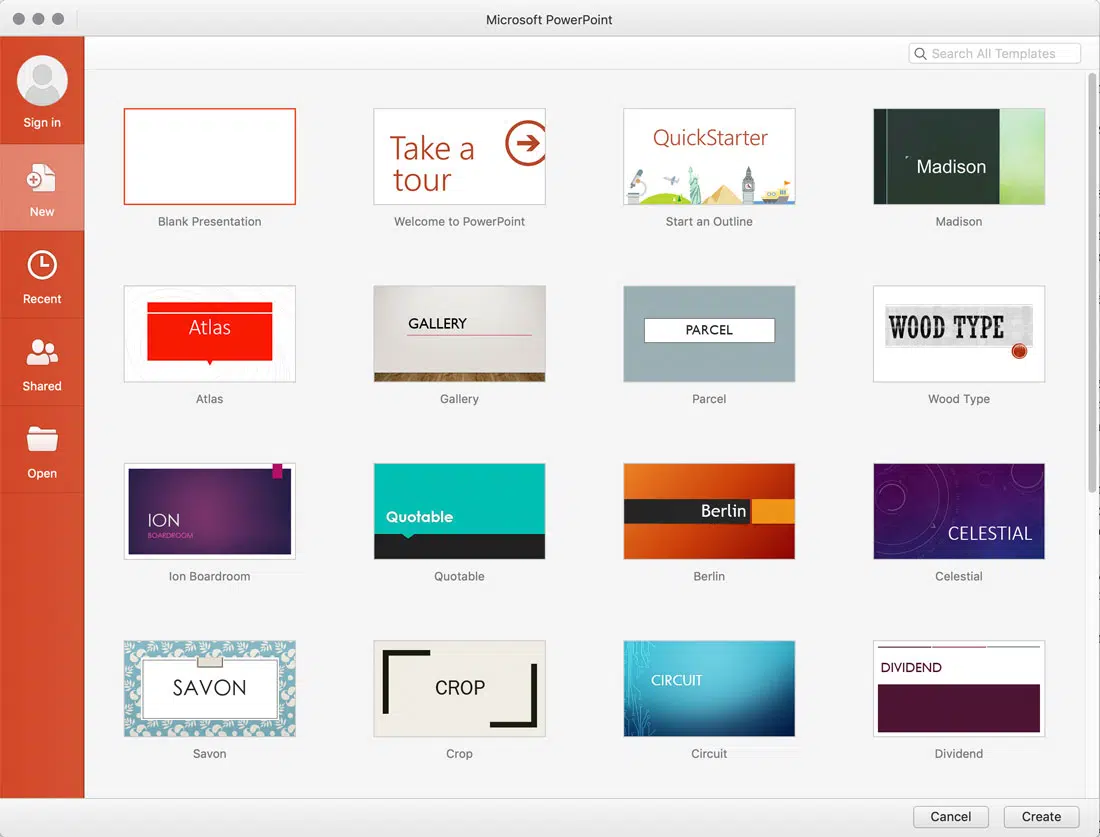 Microsoft PowerPoint
Search All Templates
Sign in
New
Recent
Shared
Open
Blank Presentation
Take a
tour
Welcome to PowerPoint
QuickStarter
Start an Outline
Madison
Madison
Atlas
Atlas
GALLERY
Gallery
PARCEL
Parcel
WOOD TYPE
Wood Type
ION
BOARDROOM
Ion Boardroom
Quotable
Quotable
Berlin
Berlin
CELESTIAL
Celestial
SAVON
Savon
CROP
Crop
CIRCUIT
Circuit
DIVIDEND
Dividend
Cancel
Create